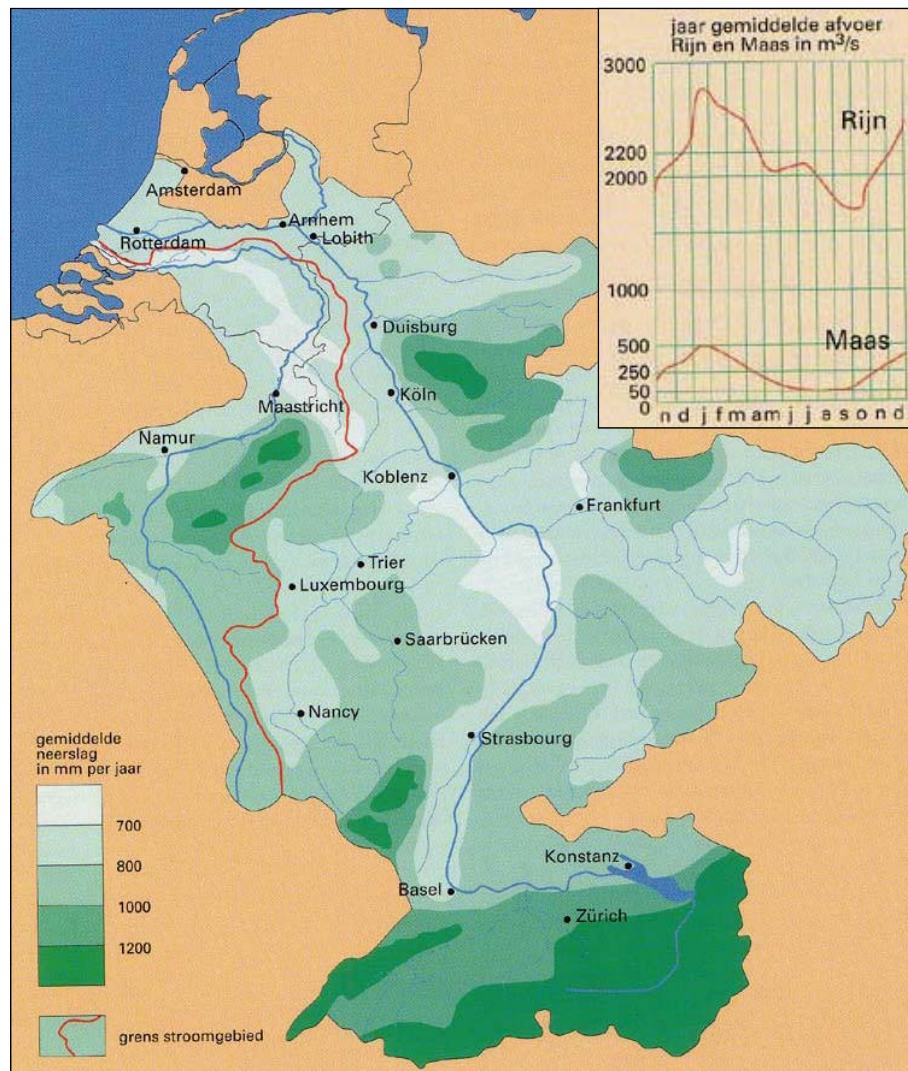 jaar gemiddelde afvoer
Rijn en Maas in m³/s
3000
Rijn
2200
2000
1000
500
Maas
250
50
0
n d j f m a m j j a s o n d
Amsterdam
Arnhem
Rotterdam
Lobith
Duisburg
Maastricht
Köln
Namur
Koblenz
Frankfurt
Trier
Luxembourg
Saarbrücken
Nancy
Strasbourg
gemiddelde
neerslag
in mm per jaar
700
800
1000
1200
Konstanz
Basel
Zürich
grens stroomgebied